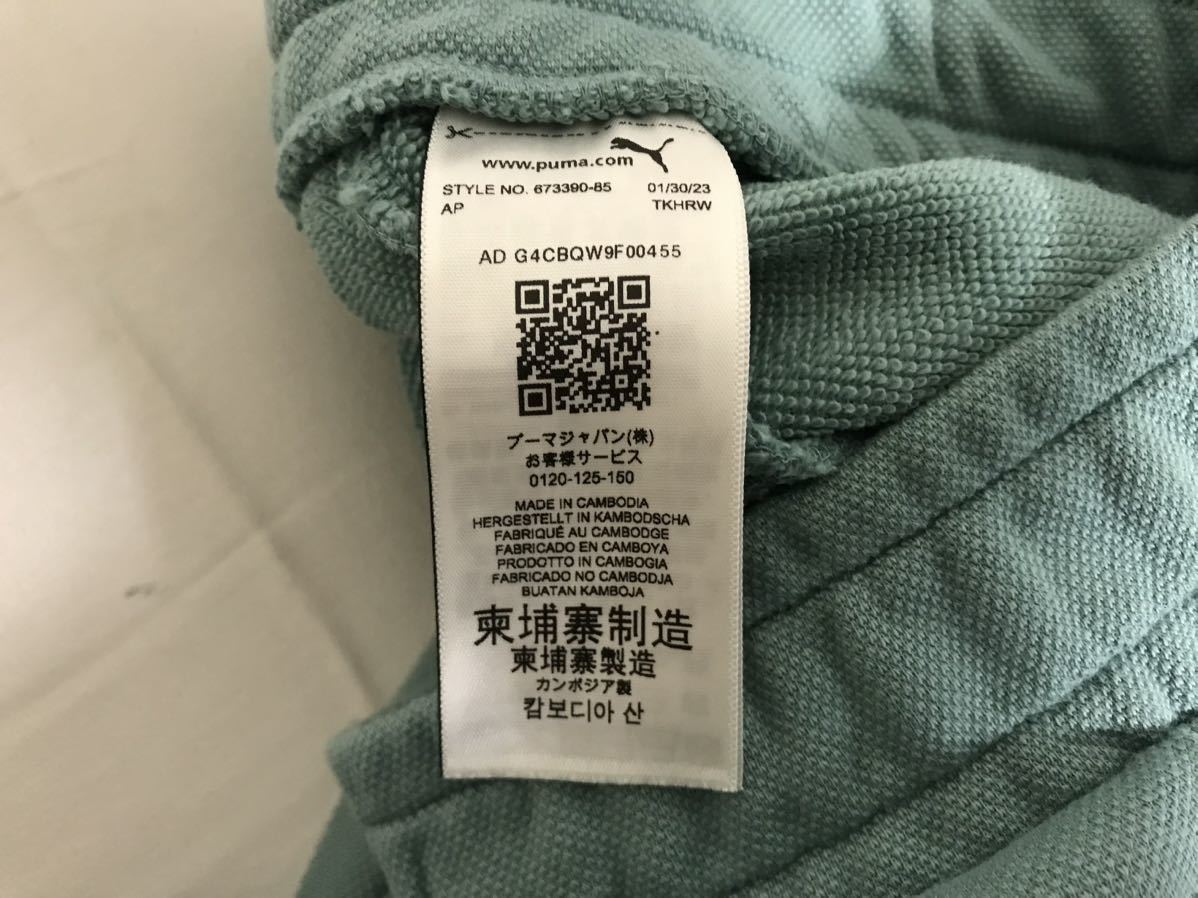 www.puma.com
STYLE NO. 673390-85 01/30/23
AP TKHRW
AD G4CBQW9F00455
プーマジャパン(株)
お客様サービス
0120-125-150
MADE IN CAMBODIA
HERGESTELLT IN KAMBODSCHA
FABRIQUÉ AU CAMBODGE
FABRICADO EN CAMBOYA
PRODOTTO IN CAMBOGIA
FABRICADO NO CAMBODJA
BUATAN KAMBOJA
柬埔寨制造
柬埔寨製造
カンボジア製
캄보디아 산